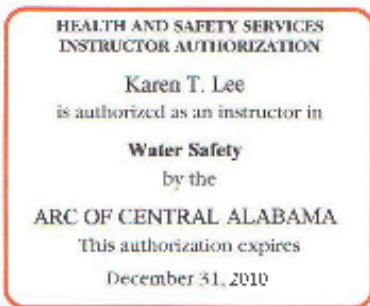 HEALTH AND SAFETY SERVICES
INSTRUCTOR AUTHORIZATION
Karen T. Lee
is authorized as an instructor in
Water Safety
by the
ARC OF CENTRAL ALABAMA
This authorization expires
December 31, 2010